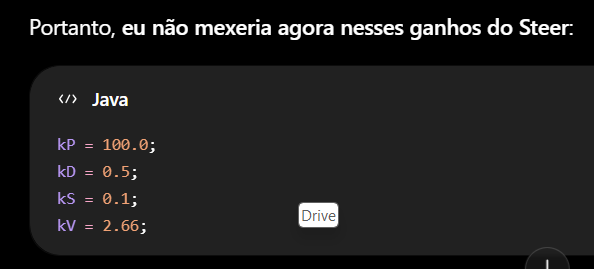 Portanto, eu não mexeria agora nesses ganhos do Steer:
</> Java
kP = 100.0;
kD = 0.5;
kS = 0.1;
Drive
kV = 2.66;